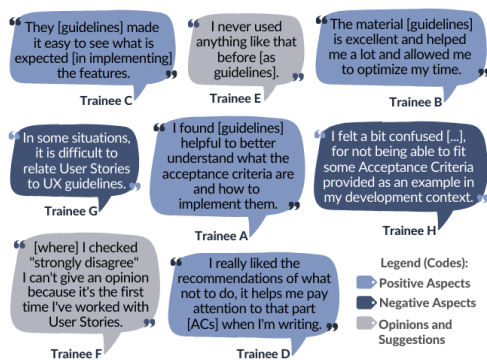 They [guidelines] made
it easy to see what is
expected [in implementing]
the features.
Trainee C
I never used
anything like that
before [as
guidelines].
Trainee E
The material [guidelines]
is excellent and helped
me a lot and allowed me
to optimize my time.
Trainee B
In some situations,
it is difficult to
relate User Stories
to UX guidelines.
Trainee G
I found [guidelines]
helpful to better
understand what the
acceptance criteria are
and how to
implement them.
Trainee A
I felt a bit confused [...],
for not being able to fit
some Acceptance Criteria
provided as an example in
my development context.
Trainee H
[where] I checked
"strongly disagree"
I can't give an opinion
because it's the first
time I've worked with
User Stories.
Trainee F
I really liked the
recommendations of what
not to do, it helps me pay
attention to that part
[ACs] when I'm writing.
Trainee D
Legend (Codes):
Positive Aspects
Negative Aspects
Opinions and
Suggestions